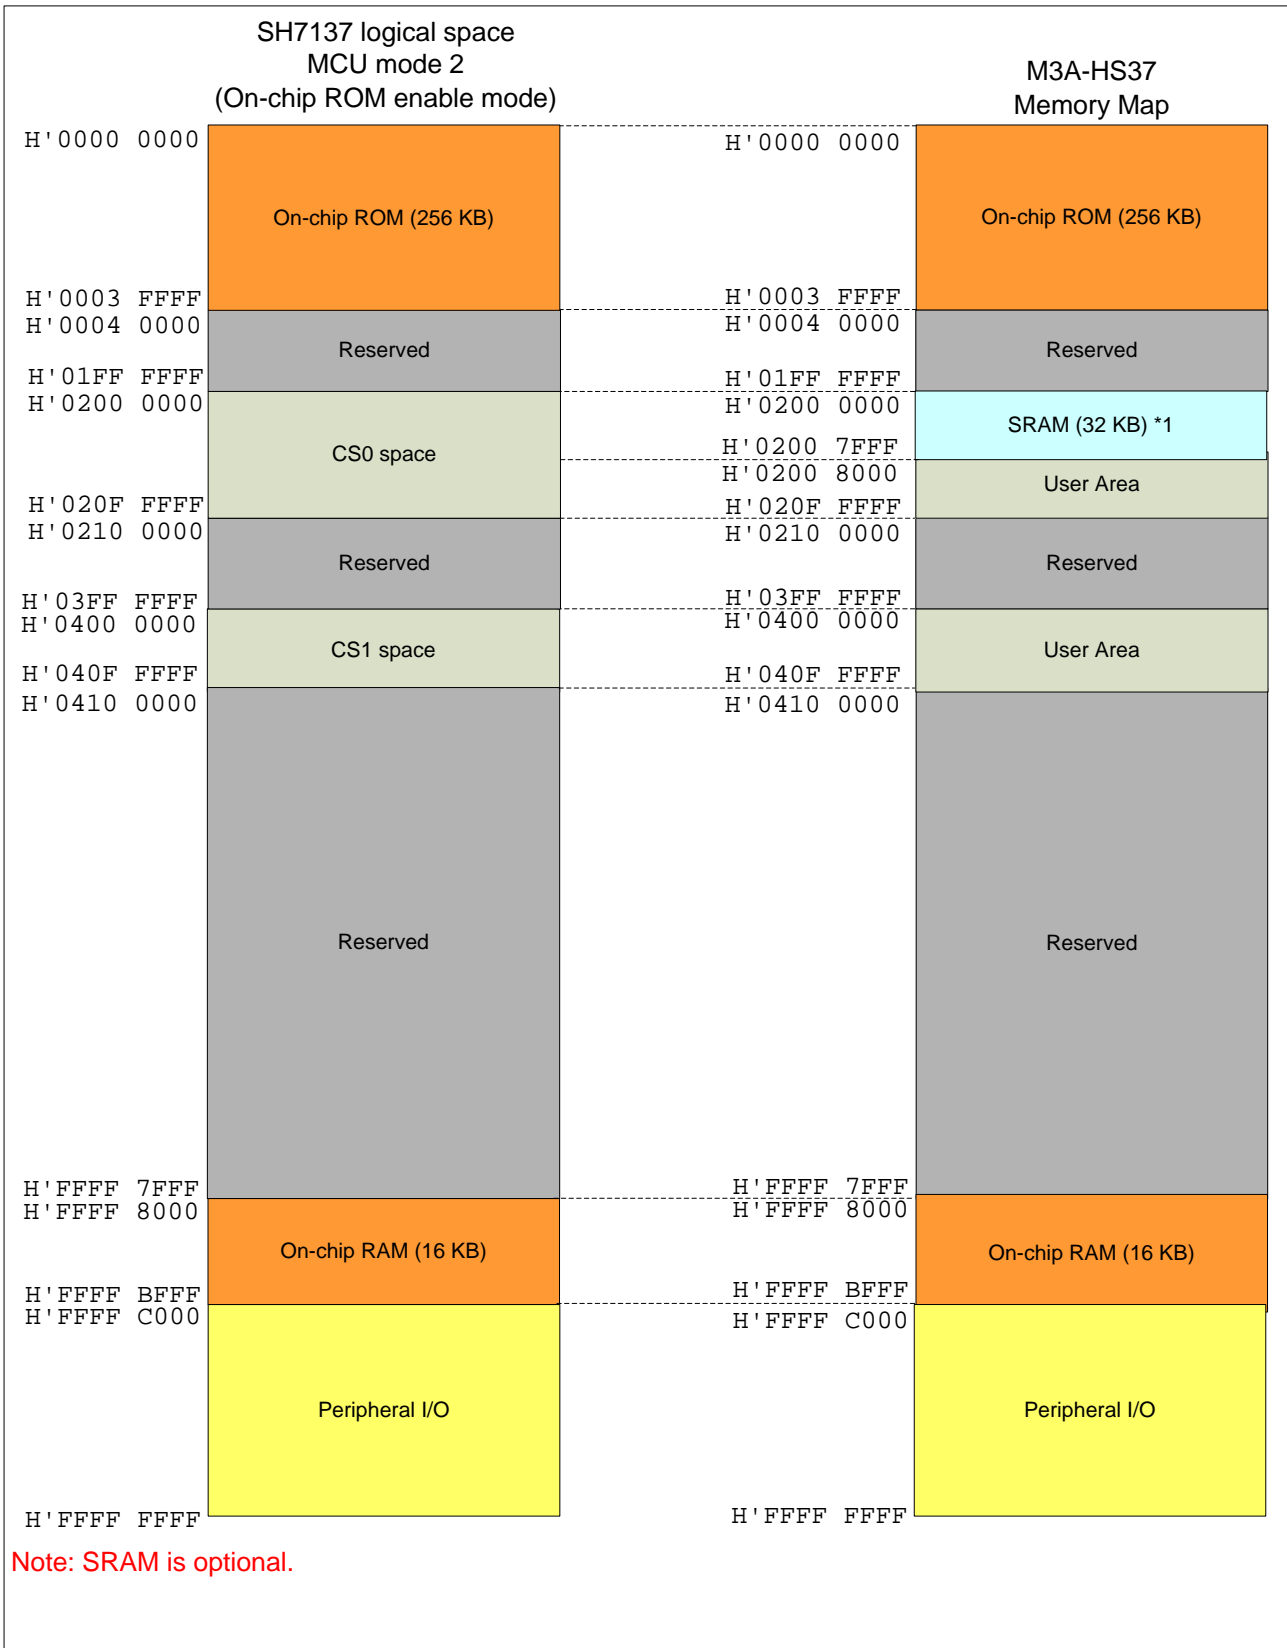 SH7137 logical space
MCU mode 2
(On-chip ROM enable mode)
M3A-HS37
Memory Map
H'0000 0000
On-chip ROM (256 KB)
H'0003 FFFF
H'0004 0000
Reserved
H'01FF FFFF
H'0200 0000
CS0 space
H'020F FFFF
H'0210 0000
Reserved
H'03FF FFFF
H'0400 0000
CS1 space
H'040F FFFF
H'0410 0000
Reserved
H'FFFF 7FFF
H'FFFF 8000
On-chip RAM (16 KB)
H'FFFF BFFF
H'FFFF C000
Peripheral I/O
H'FFFF FFFF
H'0000 0000
On-chip ROM (256 KB)
H'0003 FFFF
H'0004 0000
Reserved
H'01FF FFFF
H'0200 0000
SRAM (32 KB) *1
H'0200 7FFF
H'0200 8000
User Area
H'020F FFFF
H'0210 0000
Reserved
H'03FF FFFF
H'0400 0000
User Area
H'040F FFFF
H'0410 0000
Reserved
H'FFFF 7FFF
H'FFFF 8000
On-chip RAM (16 KB)
H'FFFF BFFF
H'FFFF C000
Peripheral I/O
H'FFFF FFFF
Note: SRAM is optional.